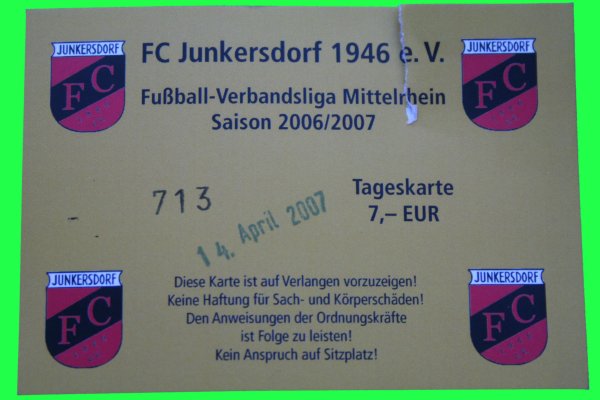 JUNKERSDORF
FC
JUNKERSDORF
FC
FC Junkersdorf 1946 e. V.
Fußball-Verbandsliga Mittelrhein
Saison 2006/2007
713
14. April 2007
Tageskarte
7,– EUR
JUNKERSDORF
FC
JUNKERSDORF
FC
Diese Karte ist auf Verlangen vorzuzeigen!
Keine Haftung für Sach- und Körperschäden!
Den Anweisungen der Ordnungskräfte
ist Folge zu leisten!
Kein Anspruch auf Sitzplatz!